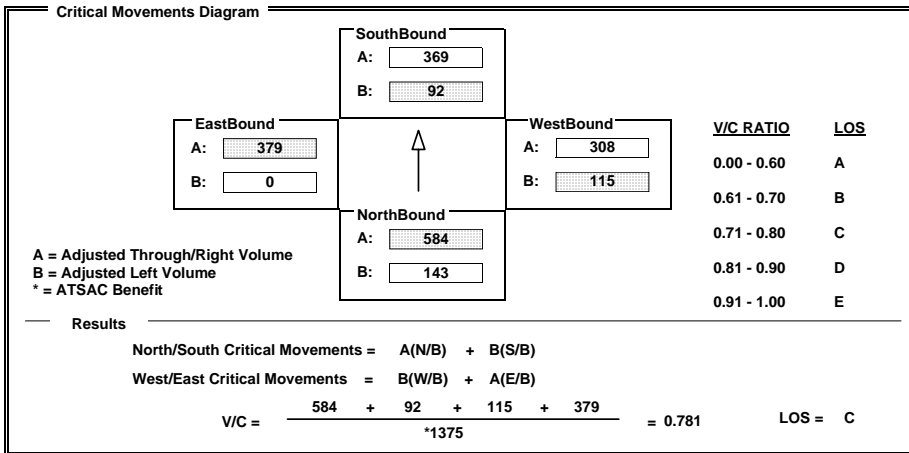 Critical Movements Diagram
SouthBound
A: 369
B: 92
EastBound
A: 379
B: 0
WestBound
A: 308
B: 115
NorthBound
A: 584
B: 143
V/C RATIO LOS
0.00 - 0.60 A
0.61 - 0.70 B
0.71 - 0.80 C
0.81 - 0.90 D
0.91 - 1.00 E
A = Adjusted Through/Right Volume
B = Adjusted Left Volume
* = ATSAC Benefit
Results
North/South Critical Movements = A(N/B) + B(S/B)
West/East Critical Movements = B(W/B) + A(E/B)
584 + 92 + 115 + 379
V/C = = 0.781 LOS = C
*1375